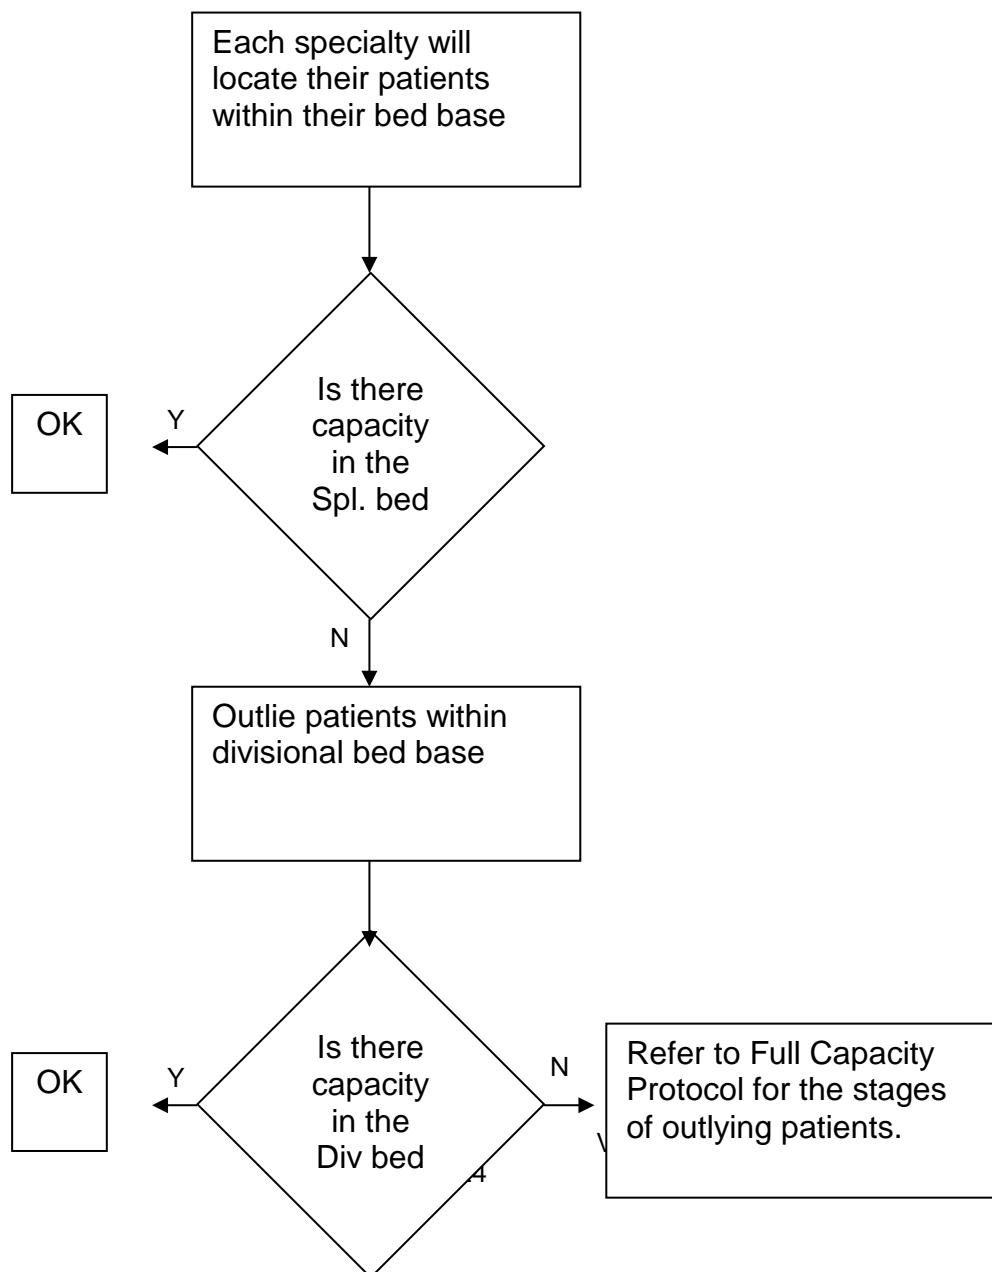 Each specialty will
locate their patients
within their bed base
Is there
capacity
in the
Spl. bed
Y
OK
N
Outlie patients within
divisional bed base
Is there
capacity
in the
Div bed
Y
OK
N
Refer to Full Capacity
Protocol for the stages
of outlying patients.